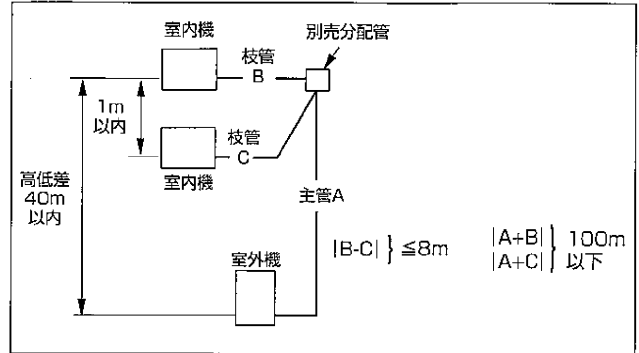 室内機
別売分配管
枝管
B
1m
以内
枝管
C
室内機
高低差
40m
以内
主管A
室外機
|B-C| } ≦8m
|A+B|
|A+C| } 100m
以下